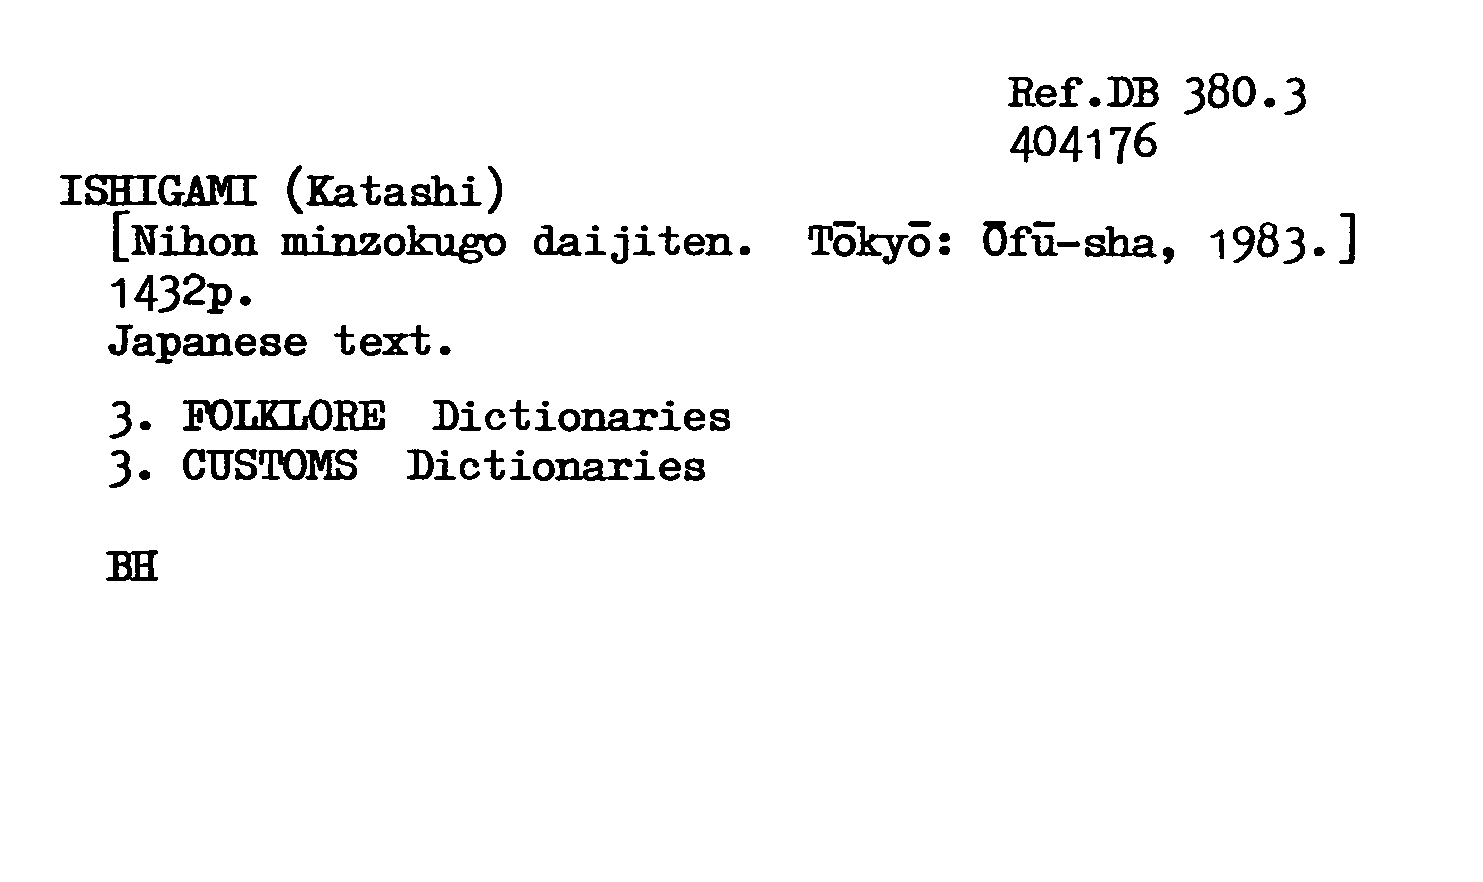 Ref.DB 380.3
404176
ISHIGAMI (Katashi)
[Nihon minzokugo daijiten. Tōkyō: Ōfū-sha, 1983.]
1432p.
Japanese text.
3. FOLKLORE Dictionaries
3. CUSTOMS Dictionaries
BH